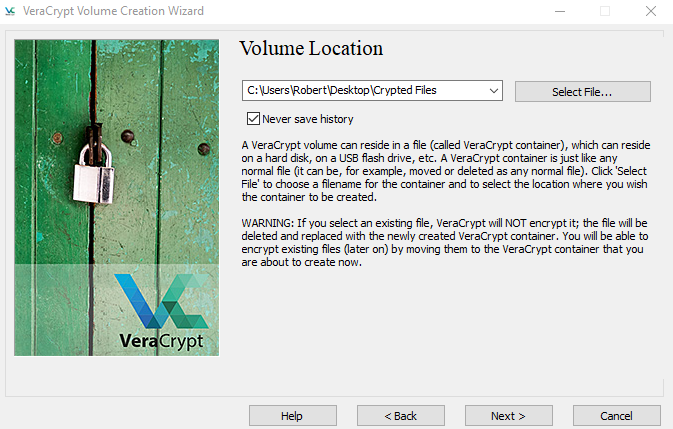 VeraCrypt Volume Creation Wizard
Volume Location
C:\Users\Robert\Desktop\Crypted Files
Select File...
Never save history
A VeraCrypt volume can reside in a file (called VeraCrypt container), which can reside
on a hard disk, on a USB flash drive, etc. A VeraCrypt container is just like any
normal file (it can be, for example, moved or deleted as any normal file). Click 'Select
File' to choose a filename for the container and to select the location where you wish
the container to be created.
WARNING: If you select an existing file, VeraCrypt will NOT encrypt it; the file will be
deleted and replaced with the newly created VeraCrypt container. You will be able to
encrypt existing files (later on) by moving them to the VeraCrypt container that you
are about to create now.
VeraCrypt
Help
< Back
Next >
Cancel